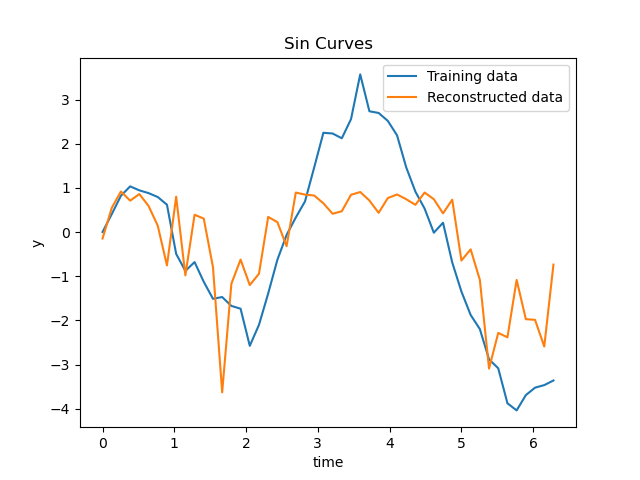 Sin Curves
Training data
Reconstructed data
y
3
2
1
0
−1
−2
−3
−4
0 1 2 3 4 5 6
time